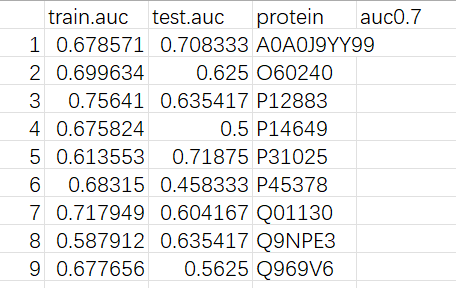 train.auc test.auc protein auc0.7
1 0.678571 0.708333 A0A0J9YY99
2 0.699634 0.625 O60240
3 0.75641 0.635417 P12883
4 0.675824 0.5 P14649
5 0.613553 0.71875 P31025
6 0.68315 0.458333 P45378
7 0.717949 0.604167 Q01130
8 0.587912 0.635417 Q9NPE3
9 0.677656 0.5625 Q969V6